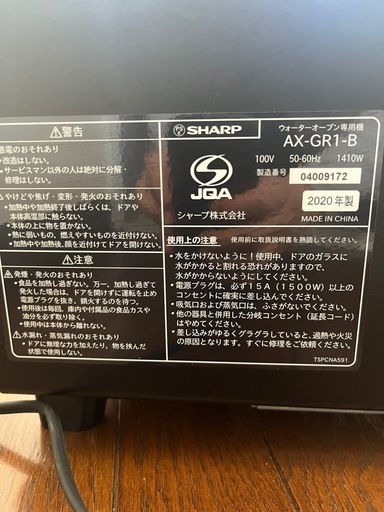 警告
感電のおそれあり
・改造はしない。
・サービスマン以外の人は絶対に分解・
修理はしない。
やけどや焦げ・変形・発火のおそれあり
・加熱中や加熱終了後しばらくは、ドアや
本体高温部に触らない。
・本体の上に物を置かない。
・熱に弱いもの、燃えやすいものを近づけない。
・加熱中や加熱後、顔を近付けてドアを開けない。
注意
発煙・発火のおそれあり
・食品を加熱し過ぎない。万一、加熱し過ぎて
発火した場合は、ドアを開けずに運転を止め
電源プラグを抜き、鎮火するのを待つ。
・使用後は毎回、庫内や付属品の食品カスや
油分を必ず取り除く。
・使用中は本体から離れない。
水漏れ・蒸気漏れのおそれあり
・ドアに無理な力を加えたり、物を挟んだ
状態で使用しない。
SHARP
ウォーターオーブン専用機
AX-GR1-B
100V 50-60Hz 1410W
製造番号 04009172
JQA
2020年製
シャープ株式会社
MADE IN CHINA
使用上の注意 使用前に取扱説明書を熟読してください。
・水をかけないように！使用中、ドアのガラスに
水がかかると割れる恐れがありますので、
水がかからないようにしてください。
・電源プラグは、必ず15A（1500W）以上の
コンセントに確実に差し込んでください。
・吸気口および蒸気口は、ふさがないでください。
・他の器具と併用した分岐コンセント（延長コード）
はやめてください。
・差し込みがゆるくグラグラしているときは、過熱や火災
の原因となります。すぐに修理をご依頼ください。
TSPCNA591